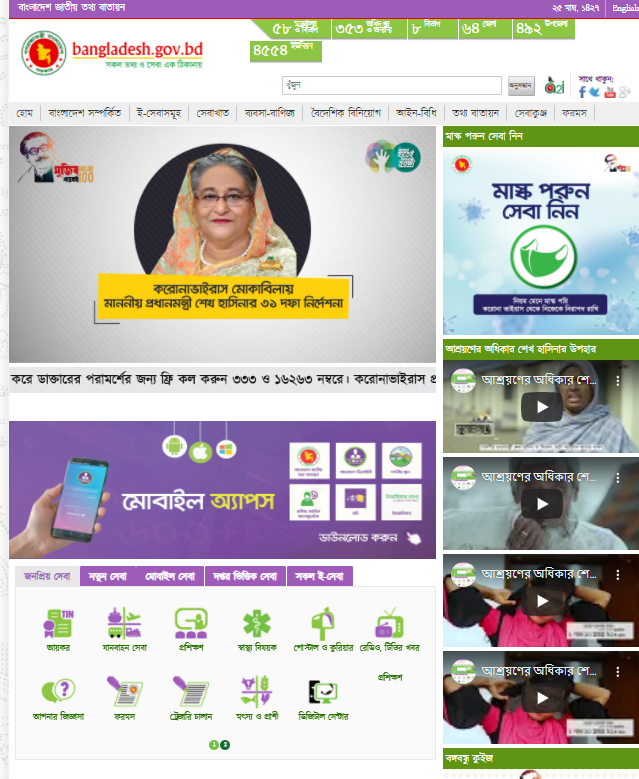 বাংলাদেশ জাতীয় তথ্য বাতায়ন
২৫ মাঘ, ১৪২৭
English
৫৮ মন্ত্রণালয় ও বিভাগ
৩৫৩ অধিদপ্তর ও অন্যান্য
৮ বিভাগ
৬৪ জেলা
৪৯২ উপজেলা
৪৫৫৪ ইউনিয়ন
bangladesh.gov.bd
সকল তথ্য ও সেবা এক ঠিকানায়
খুঁজুন
অনুসন্ধান
সাথে থাকুন:
হোম
বাংলাদেশ সম্পর্কিত
ই-সেবাসমূহ
সেবাখাত
ব্যবসা-বাণিজ্য
বৈদেশিক বিনিয়োগ
আইন-বিধি
তথ্য বাতায়ন
সেবাকুঞ্জ
ফরমস
মুজিব
100
করোনাভাইরাস মোকাবিলায়
মাননীয় প্রধানমন্ত্রী শেখ হাসিনার ৩১ দফা নির্দেশনা
করে ডাক্তারের পরামর্শের জন্য ফ্রি কল করুন ৩৩৩ ও ১৬২৬৩ নম্বরে। করোনাভাইরাস
মোবাইল অ্যাপস
ডাউনলোড করুন
জনপ্রিয় সেবা
নতুন সেবা
মোবাইল সেবা
দপ্তর ভিত্তিক সেবা
সকল ই-সেবা
TIN
আয়কর
যানবাহন সেবা
প্রশিক্ষণ
স্বাস্থ্য বিষয়ক
পোস্টাল ও কুরিয়ার
রেডিও, টিভির খবর
আপনার জিজ্ঞাসা
ফরমস
ট্রেজারি চালান
মৎস্য ও প্রাণী
ডিজিটাল সেন্টার
প্রশিক্ষণ
1 2
মাস্ক পরুন সেবা নিন
মাস্ক পরুন
সেবা নিন
নিয়ম মেনে মাস্ক পরি
করোনা ভাইরাস থেকে নিজেকে নিরাপদ রাখি
আশ্রয়ণের অধিকার শেখ হাসিনার উপহার
আশ্রয়ণের অধিকার শে...
আশ্রয়ণের অধিকার শে...
আশ্রয়ণের অধিকার শে...
আশ্রয়ণের অধিকার শে...
বঙ্গবন্ধু কুইজ